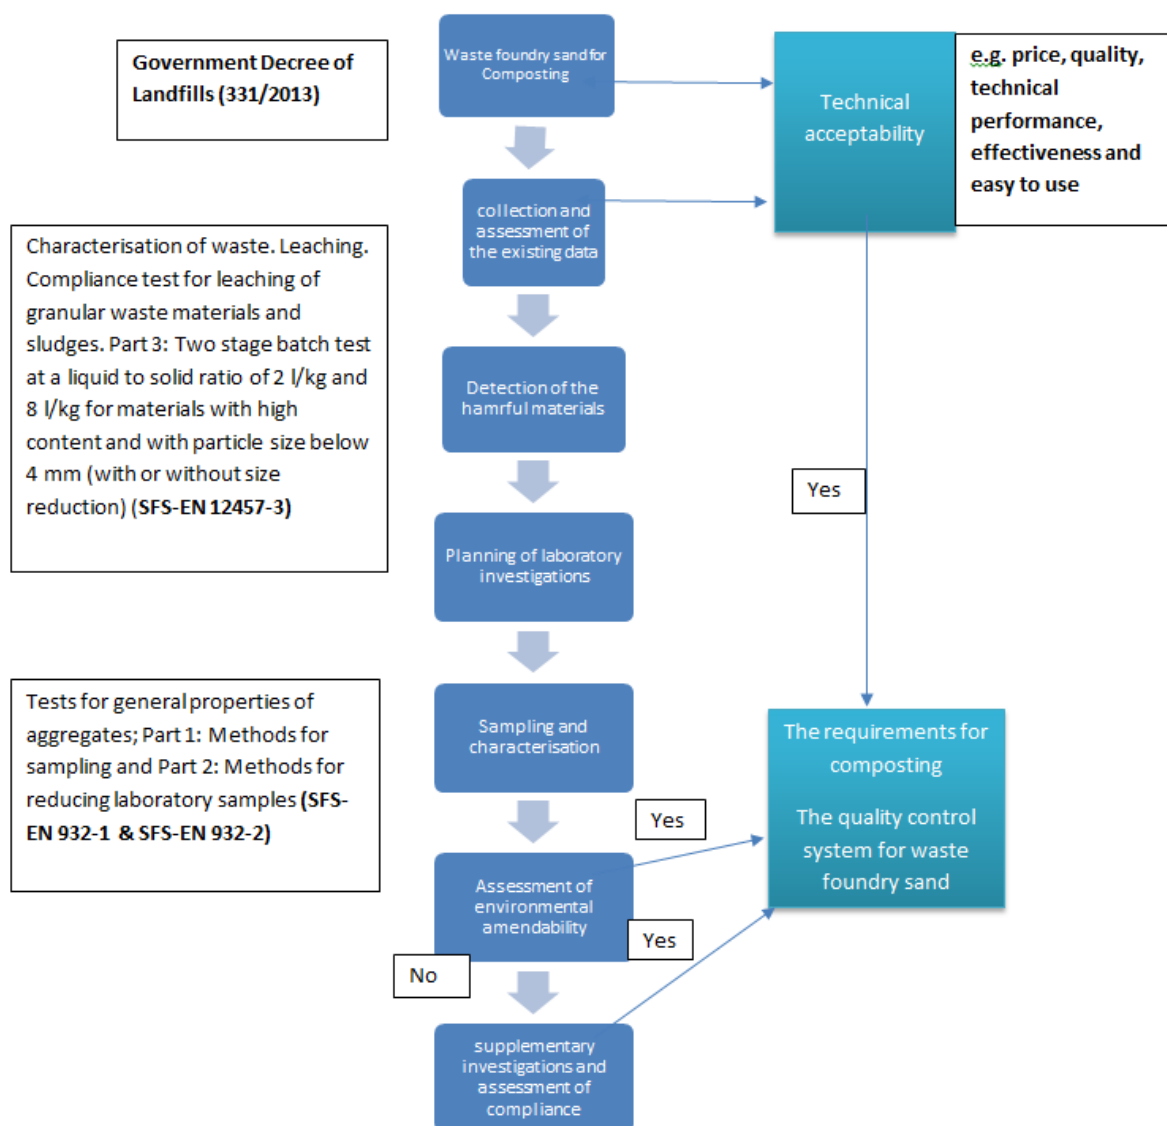 Waste foundry sand for
Composting
Government Decree of
Landfills (331/2013)
Technical
acceptability
e.g. price, quality,
technical
performance,
effectiveness and
easy to use
collection and
assessment of
the existing data
Characterisation of waste. Leaching.
Compliance test for leaching of
granular waste materials and
sludges. Part 3: Two stage batch test
at a liquid to solid ratio of 2 l/kg and
8 l/kg for materials with high
content and with particle size below
4 mm (with or without size
reduction) (SFS-EN 12457-3)
Detection of the
hamrful materials
Yes
Planning of laboratory
investigations
Tests for general properties of
aggregates; Part 1: Methods for
sampling and Part 2: Methods for
reducing laboratory samples (SFS-
EN 932-1 & SFS-EN 932-2)
Sampling and
characterisation
The requirements for
composting
The quality control
system for waste
foundry sand
Yes
Assessment of
environmental
amendability
Yes
No
supplementary
investigations and
assessment of
compliance